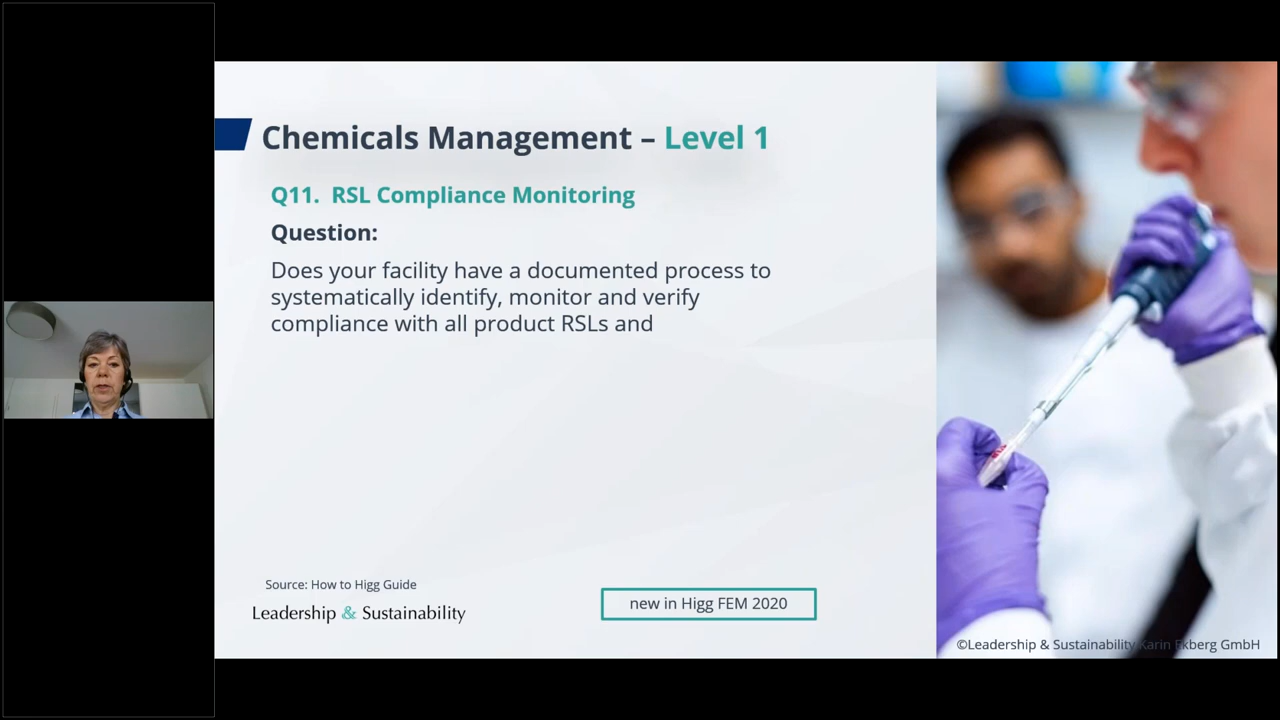 Chemicals Management – Level 1
Q11. RSL Compliance Monitoring
Question:
Does your facility have a documented process to
systematically identify, monitor and verify
compliance with all product RSLs and
Source: How to Higg Guide
Leadership & Sustainability
new in Higg FEM 2020
©Leadership & Sustainability Karin Ekberg GmbH